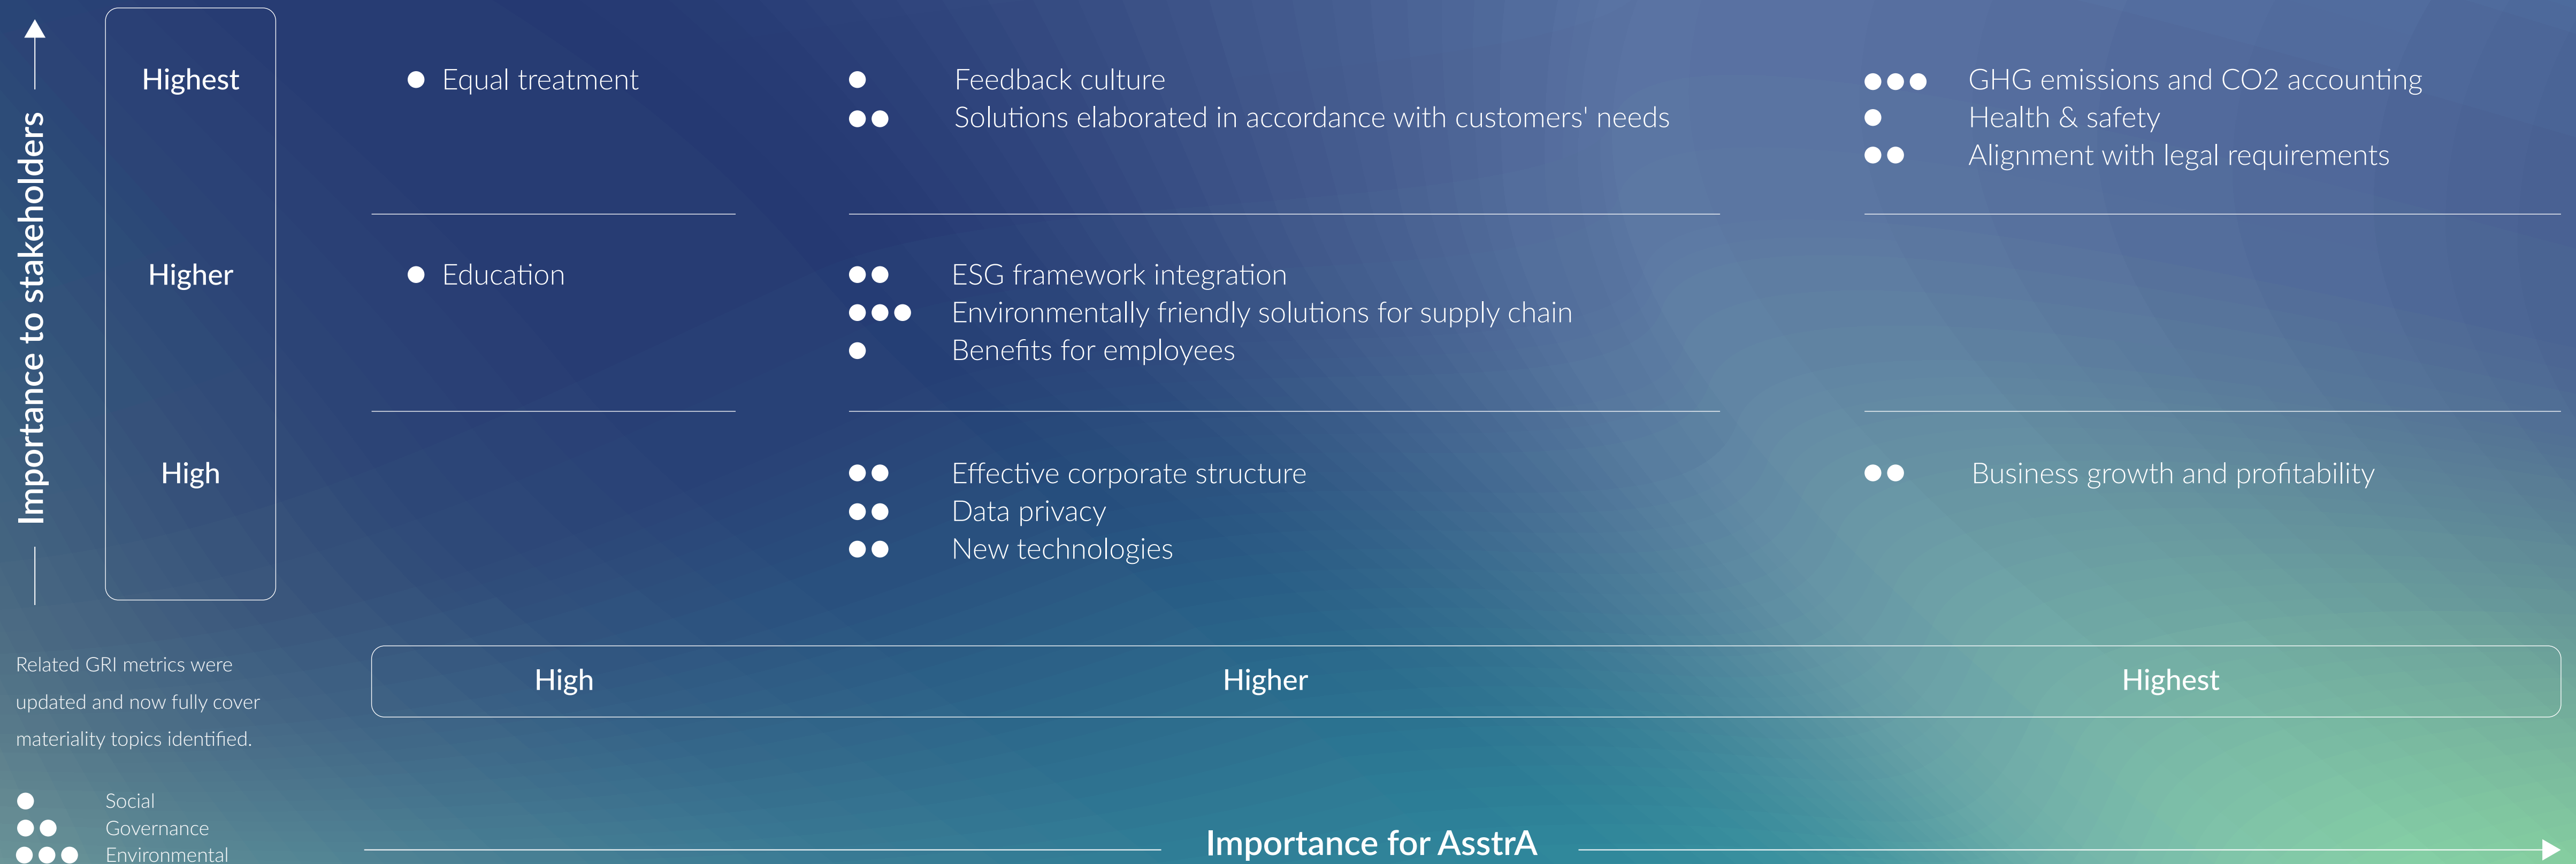 Importance to stakeholders
Highest
Equal treatment
Feedback culture
Solutions elaborated in accordance with customers' needs
GHG emissions and CO2 accounting
Health & safety
Alignment with legal requirements
Higher
Education
ESG framework integration
Environmentally friendly solutions for supply chain
Benefits for employees
High
Effective corporate structure
Data privacy
New technologies
Business growth and profitability
High
Higher
Highest
Importance for AsstrA
Related GRI metrics were
updated and now fully cover
materiality topics identified.
Social
Governance
Environmental